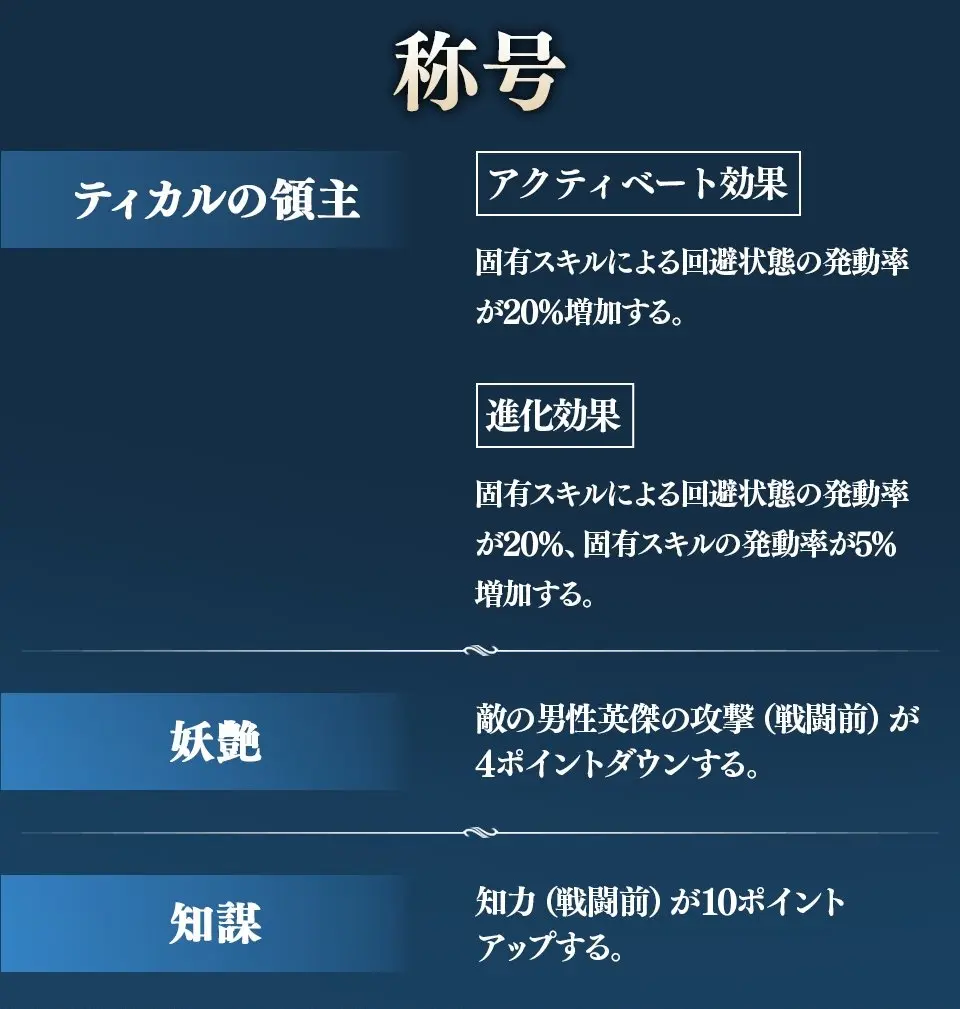 称号
ティカルの領主
アクティベート効果
固有スキルによる回避状態の発動率
が20%増加する。
進化効果
固有スキルによる回避状態の発動率
が20%、固有スキルの発動率が5%
増加する。
妖艶
敵の男性英傑の攻撃（戦闘前）が
4ポイントダウンする。
知謀
知力（戦闘前）が10ポイント
アップする。